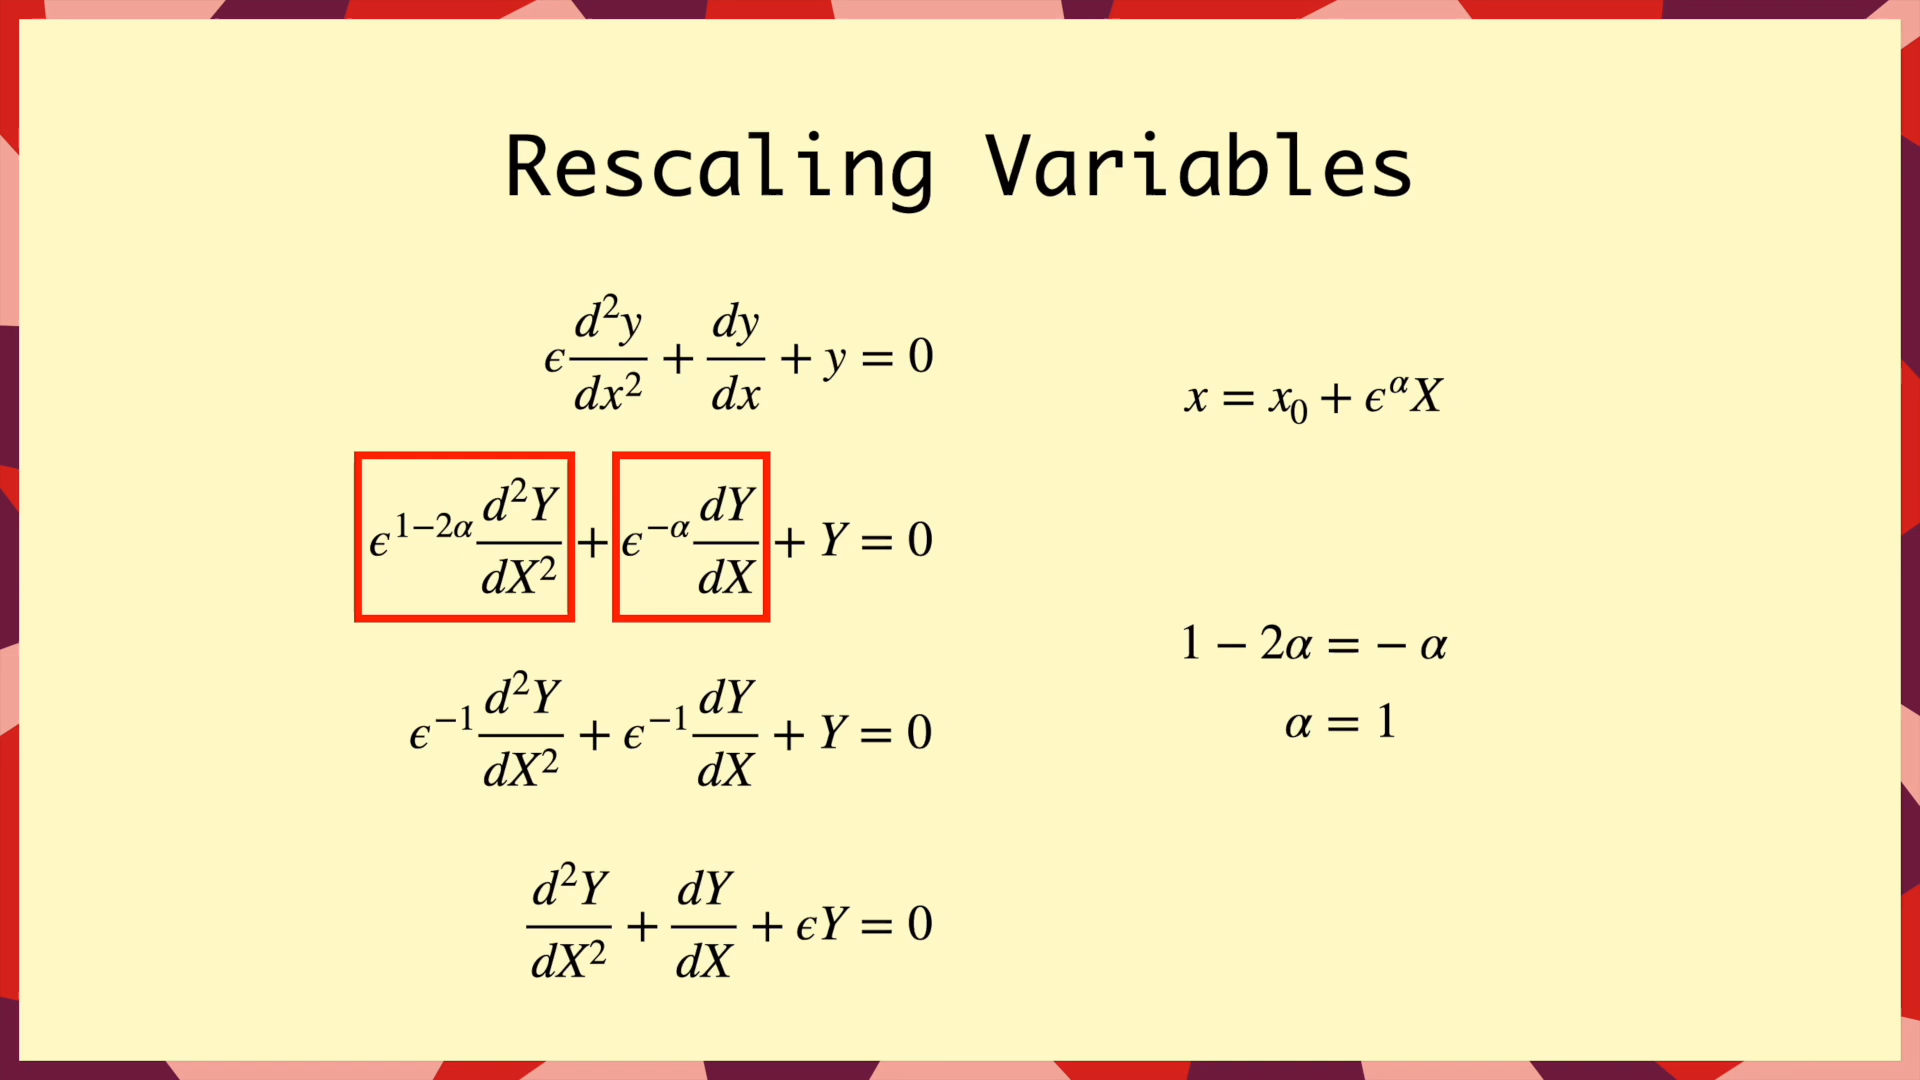 Rescaling Variables
ϵ d²y/dx² + dy/dx + y = 0
x = x₀ + ϵ^α X
ϵ^(1−2α) d²Y/dX² + ϵ^(−α) dY/dX + Y = 0
1 − 2α = − α
α = 1
ϵ^(−1) d²Y/dX² + ϵ^(−1) dY/dX + Y = 0
d²Y/dX² + dY/dX + ϵY = 0